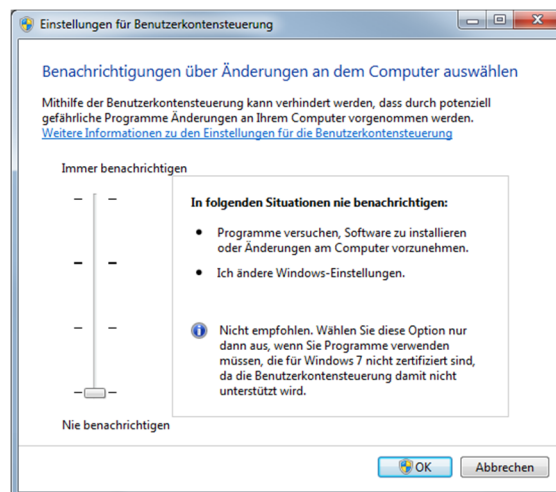 Einstellungen für Benutzerkontensteuerung
Benachrichtigungen über Änderungen an dem Computer auswählen
Mithilfe der Benutzerkontensteuerung kann verhindert werden, dass durch potenziell
gefährliche Programme Änderungen an Ihrem Computer vorgenommen werden.
Weitere Informationen zu den Einstellungen für die Benutzerkontensteuerung
Immer benachrichtigen
In folgenden Situationen nie benachrichtigen:
• Programme versuchen, Software zu installieren
oder Änderungen am Computer vorzunehmen.
• Ich ändere Windows-Einstellungen.
Nicht empfohlen. Wählen Sie diese Option nur
dann aus, wenn Sie Programme verwenden
müssen, die für Windows 7 nicht zertifiziert sind,
da die Benutzerkontensteuerung damit nicht
unterstützt wird.
Nie benachrichtigen
OK
Abbrechen